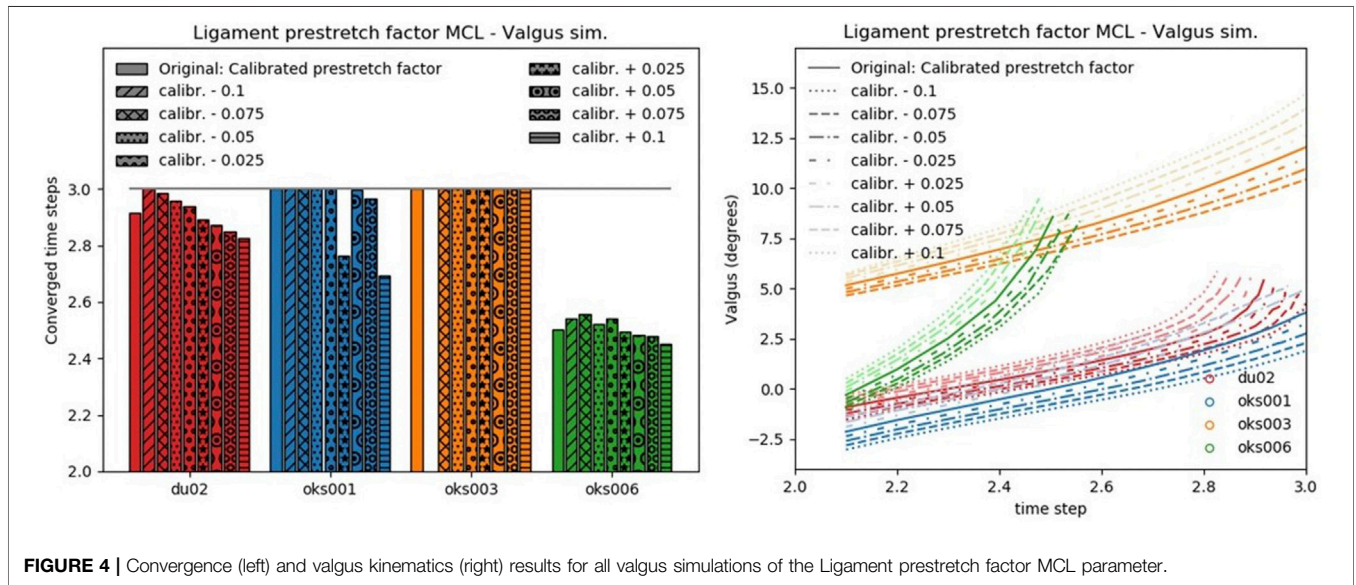 Ligament prestretch factor MCL - Valgus sim.
Original: Calibrated prestretch factor
calibr. - 0.1
calibr. - 0.075
calibr. - 0.05
calibr. - 0.025
calibr. + 0.025
calibr. + 0.05
calibr. + 0.075
calibr. + 0.1
Converged time steps
3.0
2.8
2.6
2.4
2.2
2.0
du02
oks001
oks003
oks006
Ligament prestretch factor MCL - Valgus sim.
Original: Calibrated prestretch factor
calibr. - 0.1
calibr. - 0.075
calibr. - 0.05
calibr. - 0.025
calibr. + 0.025
calibr. + 0.05
calibr. + 0.075
calibr. + 0.1
Valgus (degrees)
15.0
12.5
10.0
7.5
5.0
2.5
0.0
−2.5
du02
oks001
oks003
oks006
2.0
2.2
2.4
2.6
2.8
3.0
time step
FIGURE 4 | Convergence (left) and valgus kinematics (right) results for all valgus simulations of the Ligament prestretch factor MCL parameter.